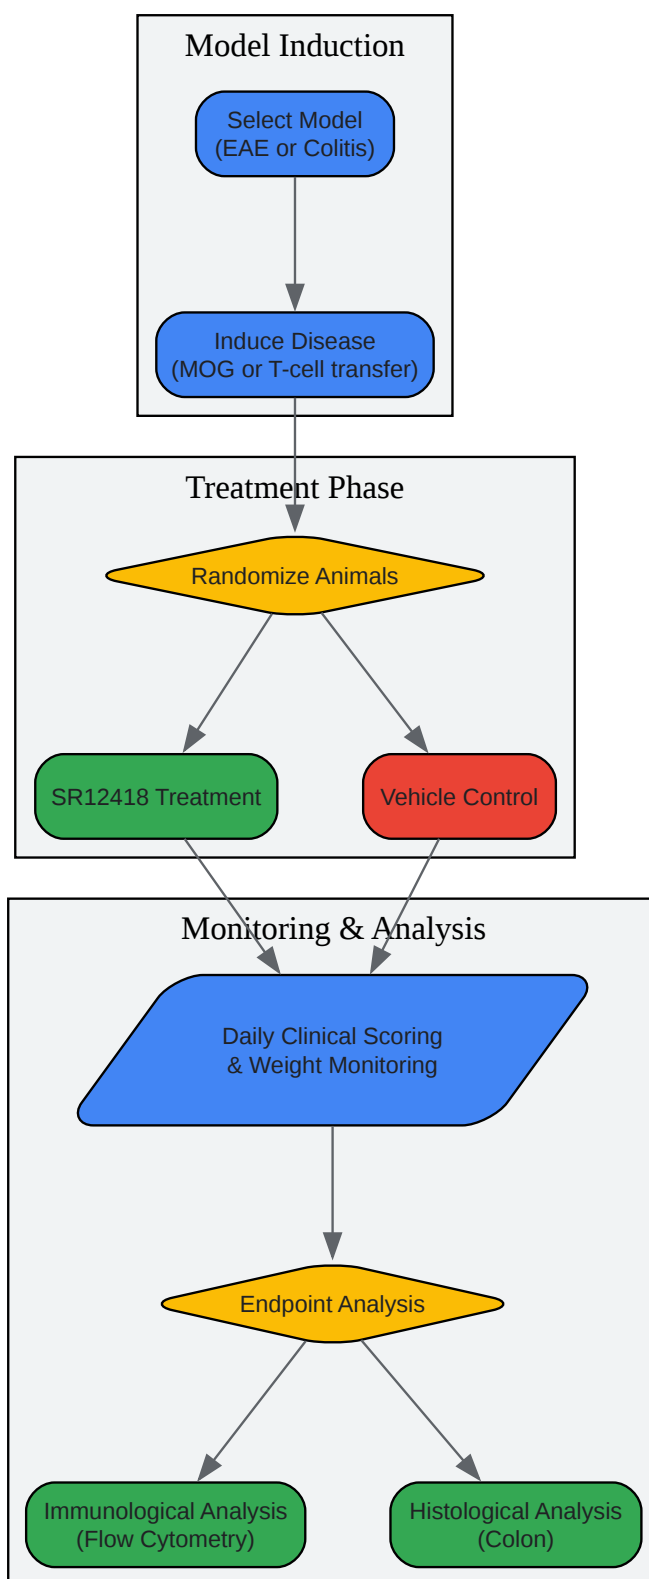 Model Induction
Select Model
(EAE or Colitis)
Induce Disease
(MOG or T-cell transfer)
Treatment Phase
Randomize Animals
SR12418 Treatment
Vehicle Control
Monitoring & Analysis
Daily Clinical Scoring
& Weight Monitoring
Endpoint Analysis
Immunological Analysis
(Flow Cytometry)
Histological Analysis
(Colon)